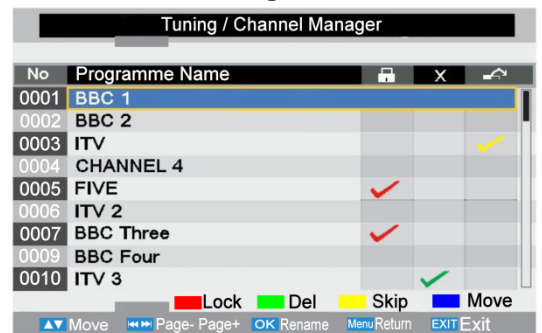 Tuning / Channel Manager
No Programme Name X
0001 BBC 1
0002 BBC 2
0003 ITV
0004 CHANNEL 4
0005 FIVE
0006 ITV 2
0007 BBC Three
0009 BBC Four
0010 ITV 3
Lock Del Skip Move
Move Page- Page+ OK Rename Menu Return EXIT Exit